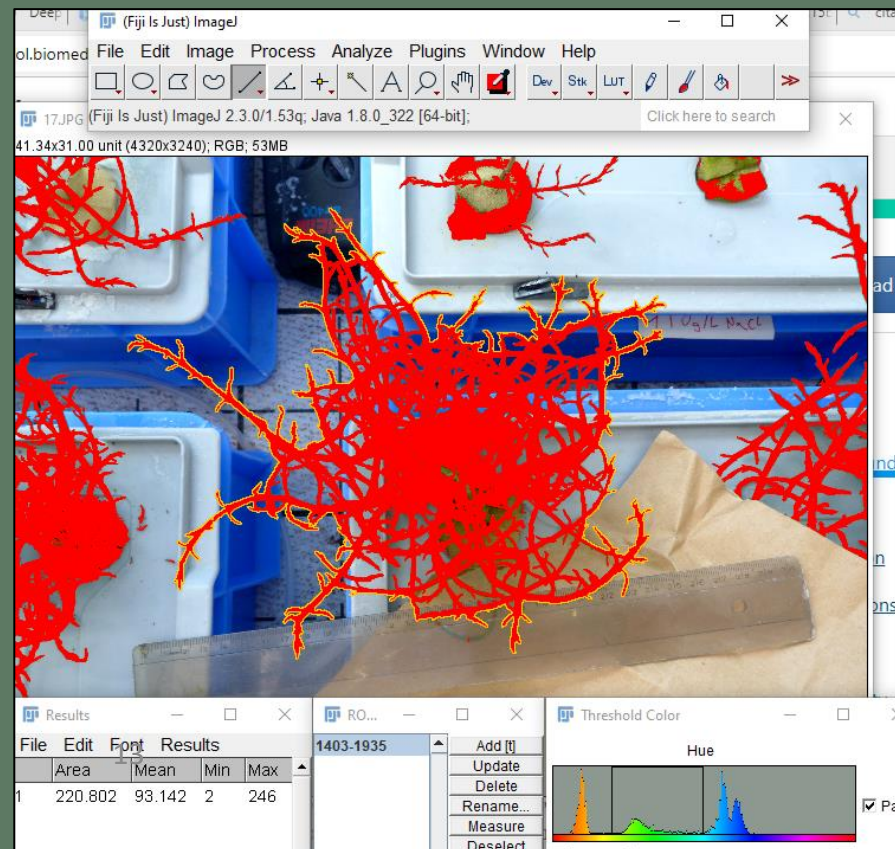 Deep
(Fiji Is Just) ImageJ
ol.biomed
File Edit Image Process Analyze Plugins Window Help
Dev Stk LUT
17.JPG
(Fiji Is Just) ImageJ 2.3.0/1.53q; Java 1.8.0_322 [64-bit];
Click here to search
41.34x31.00 unit (4320x3240); RGB; 53MB
ad
n
Results
RO...
Threshold Color
File Edit Font Results
13
Area Mean Min Max
1 220.802 93.142 2 246
1403-1935
Add [t]
Update
Delete
Rename...
Measure
Deselect
Hue
Pa